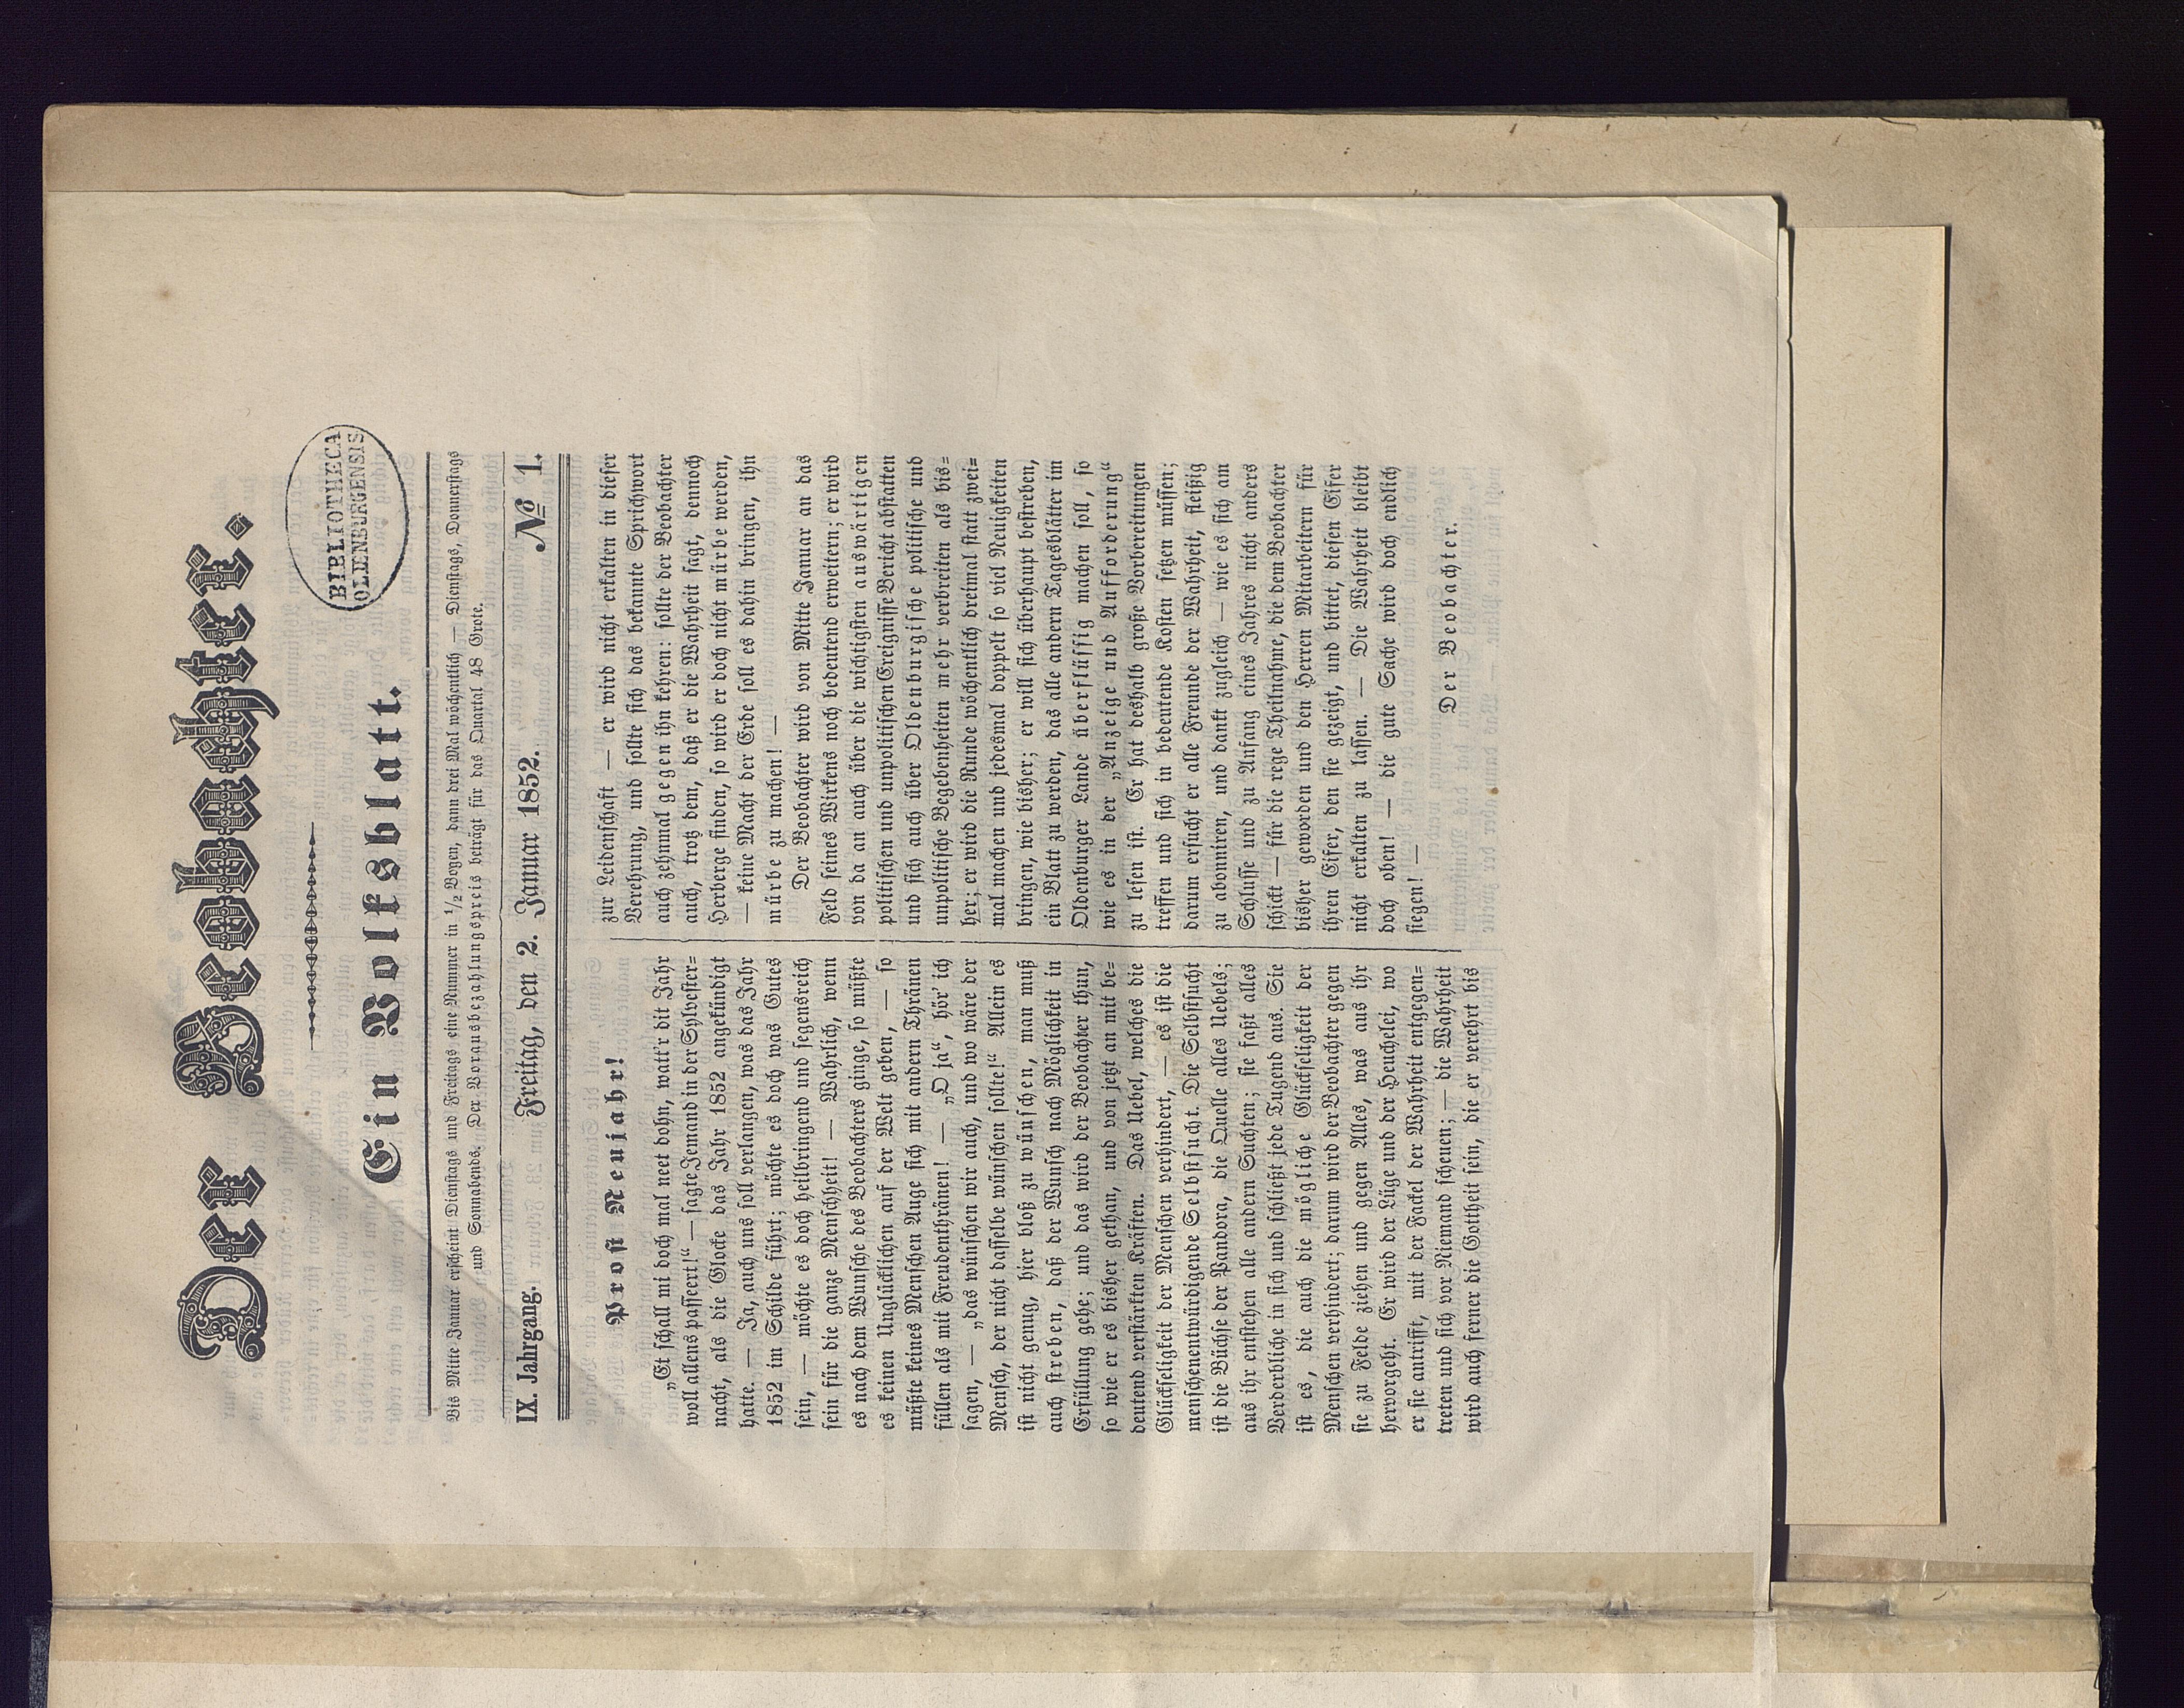 Der Beobachter.
Ein Volksblatt.
BIBLIOTHECA
OLDENBURGENSIS
Bis Mitte Januar erscheint Dienstags und Freitags eine Nummer in 1/2 Bogen, dann drei Mal wöchentlich — Dienstags, Donnerstags
und Sonnabends. Der Vorausbezahlungspreis beträgt für das Quartal 48 Grote.
IX. Jahrgang. Freitag, den 2. Januar 1852. № 1.
Prost Neujahr!
„Et schall mi doch mal neet dohn, watt'r dit Jahr
woll allens passeert!“ — sagte Jemand in der Sylvester=
nacht, als die Glocke das Jahr 1852 angekündigt
hatte. — Ja, auch uns soll verlangen, was das Jahr
1852 im Schilde führt; möchte es doch was Gutes
sein, — möchte es doch heilbringend und segensreich
sein für die ganze Menschheit! — Wahrlich, wenn
es nach dem Wunsche des Beobachters ginge, so müßte
es keinen Unglücklichen auf der Welt geben, — so
müßte keines Menschen Auge sich mit andern Thränen
füllen als mit Freudenthränen! — „O ja“, hör' ich
sagen, — „das wünschen wir auch, und wo wäre der
Mensch, der nicht dasselbe wünschen sollte!“ Allein es
ist nicht genug, hier bloß zu wünschen, man muß
auch streben, daß der Wunsch nach Möglichkeit in
Erfüllung gehe; und das wird der Beobachter thun,
so wie er es bisher gethan, und von jetzt an mit be=
deutend verstärkten Kräften. Das Uebel, welches die
Glückseligkeit der Menschen verhindert, — es ist die
menschenentwürdigende Selbstsucht. Die Selbstsucht
ist die Büchse der Pandora, die Quelle alles Uebels;
aus ihr entstehen alle andern Suchten; sie faßt alles
Verderbliche in sich und schließt jede Tugend aus. Sie
ist es, die auch die mögliche Glückseligkeit der
Menschen verhindert; darum wird der Beobachter gegen
sie zu Felde ziehen und gegen Alles, was aus ihr
hervorgeht. Er wird der Lüge und der Heuchelei, wo
er sie antrifft, mit der Fackel der Wahrheit entgegen=
treten und sich vor Niemand scheuen; — die Wahrheit
wird auch ferner die Gottheit sein, die er verehrt bis
zur Leidenschaft — er wird nicht erkalten in dieser
Verehrung, und sollte sich das bekannte Sprichwort
auch zehnmal gegen ihn kehren: sollte der Beobachter
auch, trotz dem, daß er die Wahrheit sagt, dennoch
Herberge finden, so wird er doch nicht mürbe werden,
— keine Macht der Erde soll es dahin bringen, ihn
mürbe zu machen! —
Der Beobachter wird von Mitte Januar an das
Feld seines Wirkens noch bedeutend erweitern; er wird
von da an auch über die wichtigsten auswärtigen
politischen und unpolitischen Ereignisse Bericht abstatten
und sich auch über Oldenburgische politische und
unpolitische Begebenheiten mehr verbreiten als bis=
her; er wird die Runde wöchentlich dreimal statt zwei=
mal machen und jedesmal doppelt so viel Neuigkeiten
bringen, wie bisher; er will sich überhaupt bestreben,
ein Blatt zu werden, das alle andern Tagesblätter im
Oldenburger Lande überflüssig machen soll, so
wie es in der „Anzeige und Aufforderung“
zu lesen ist. Er hat deshalb große Vorbereitungen
treffen und sich in bedeutende Kosten setzen müssen;
darum ersucht er alle Freunde der Wahrheit, fleißig
zu abonniren, und dankt zugleich — wie es sich am
Schlusse und zu Anfang eines Jahres nicht anders
schickt — für die rege Theilnahme, die dem Beobachter
bisher geworden und den Herren Mitarbeitern für
ihren Eifer, den sie gezeigt, und bittet, diesen Eifer
nicht erkalten zu lassen. — Die Wahrheit bleibt
doch oben! — die gute Sache wird doch endlich
siegen! —
Der Beobachter.